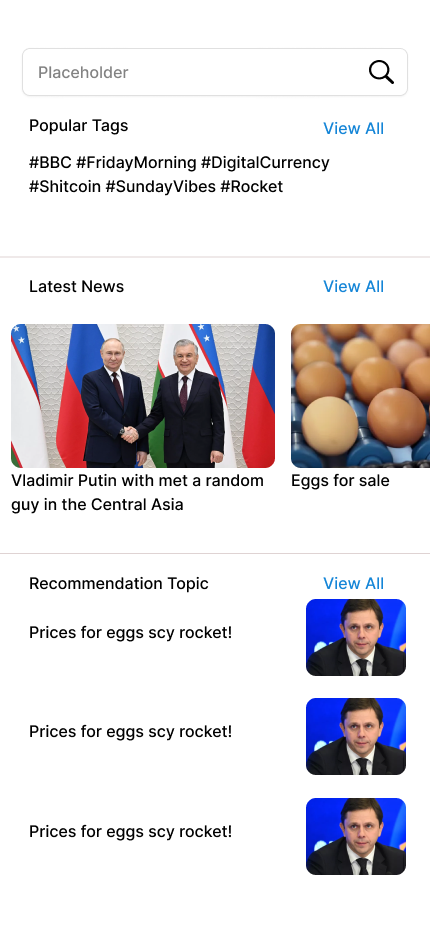 Placeholder
Popular Tags
View All
#BBC #FridayMorning #DigitalCurrency
#Shitcoin #SundayVibes #Rocket
Latest News
View All
Vladimir Putin with met a random
guy in the Central Asia
Eggs for sale
Recommendation Topic
View All
Prices for eggs scy rocket!
Prices for eggs scy rocket!
Prices for eggs scy rocket!